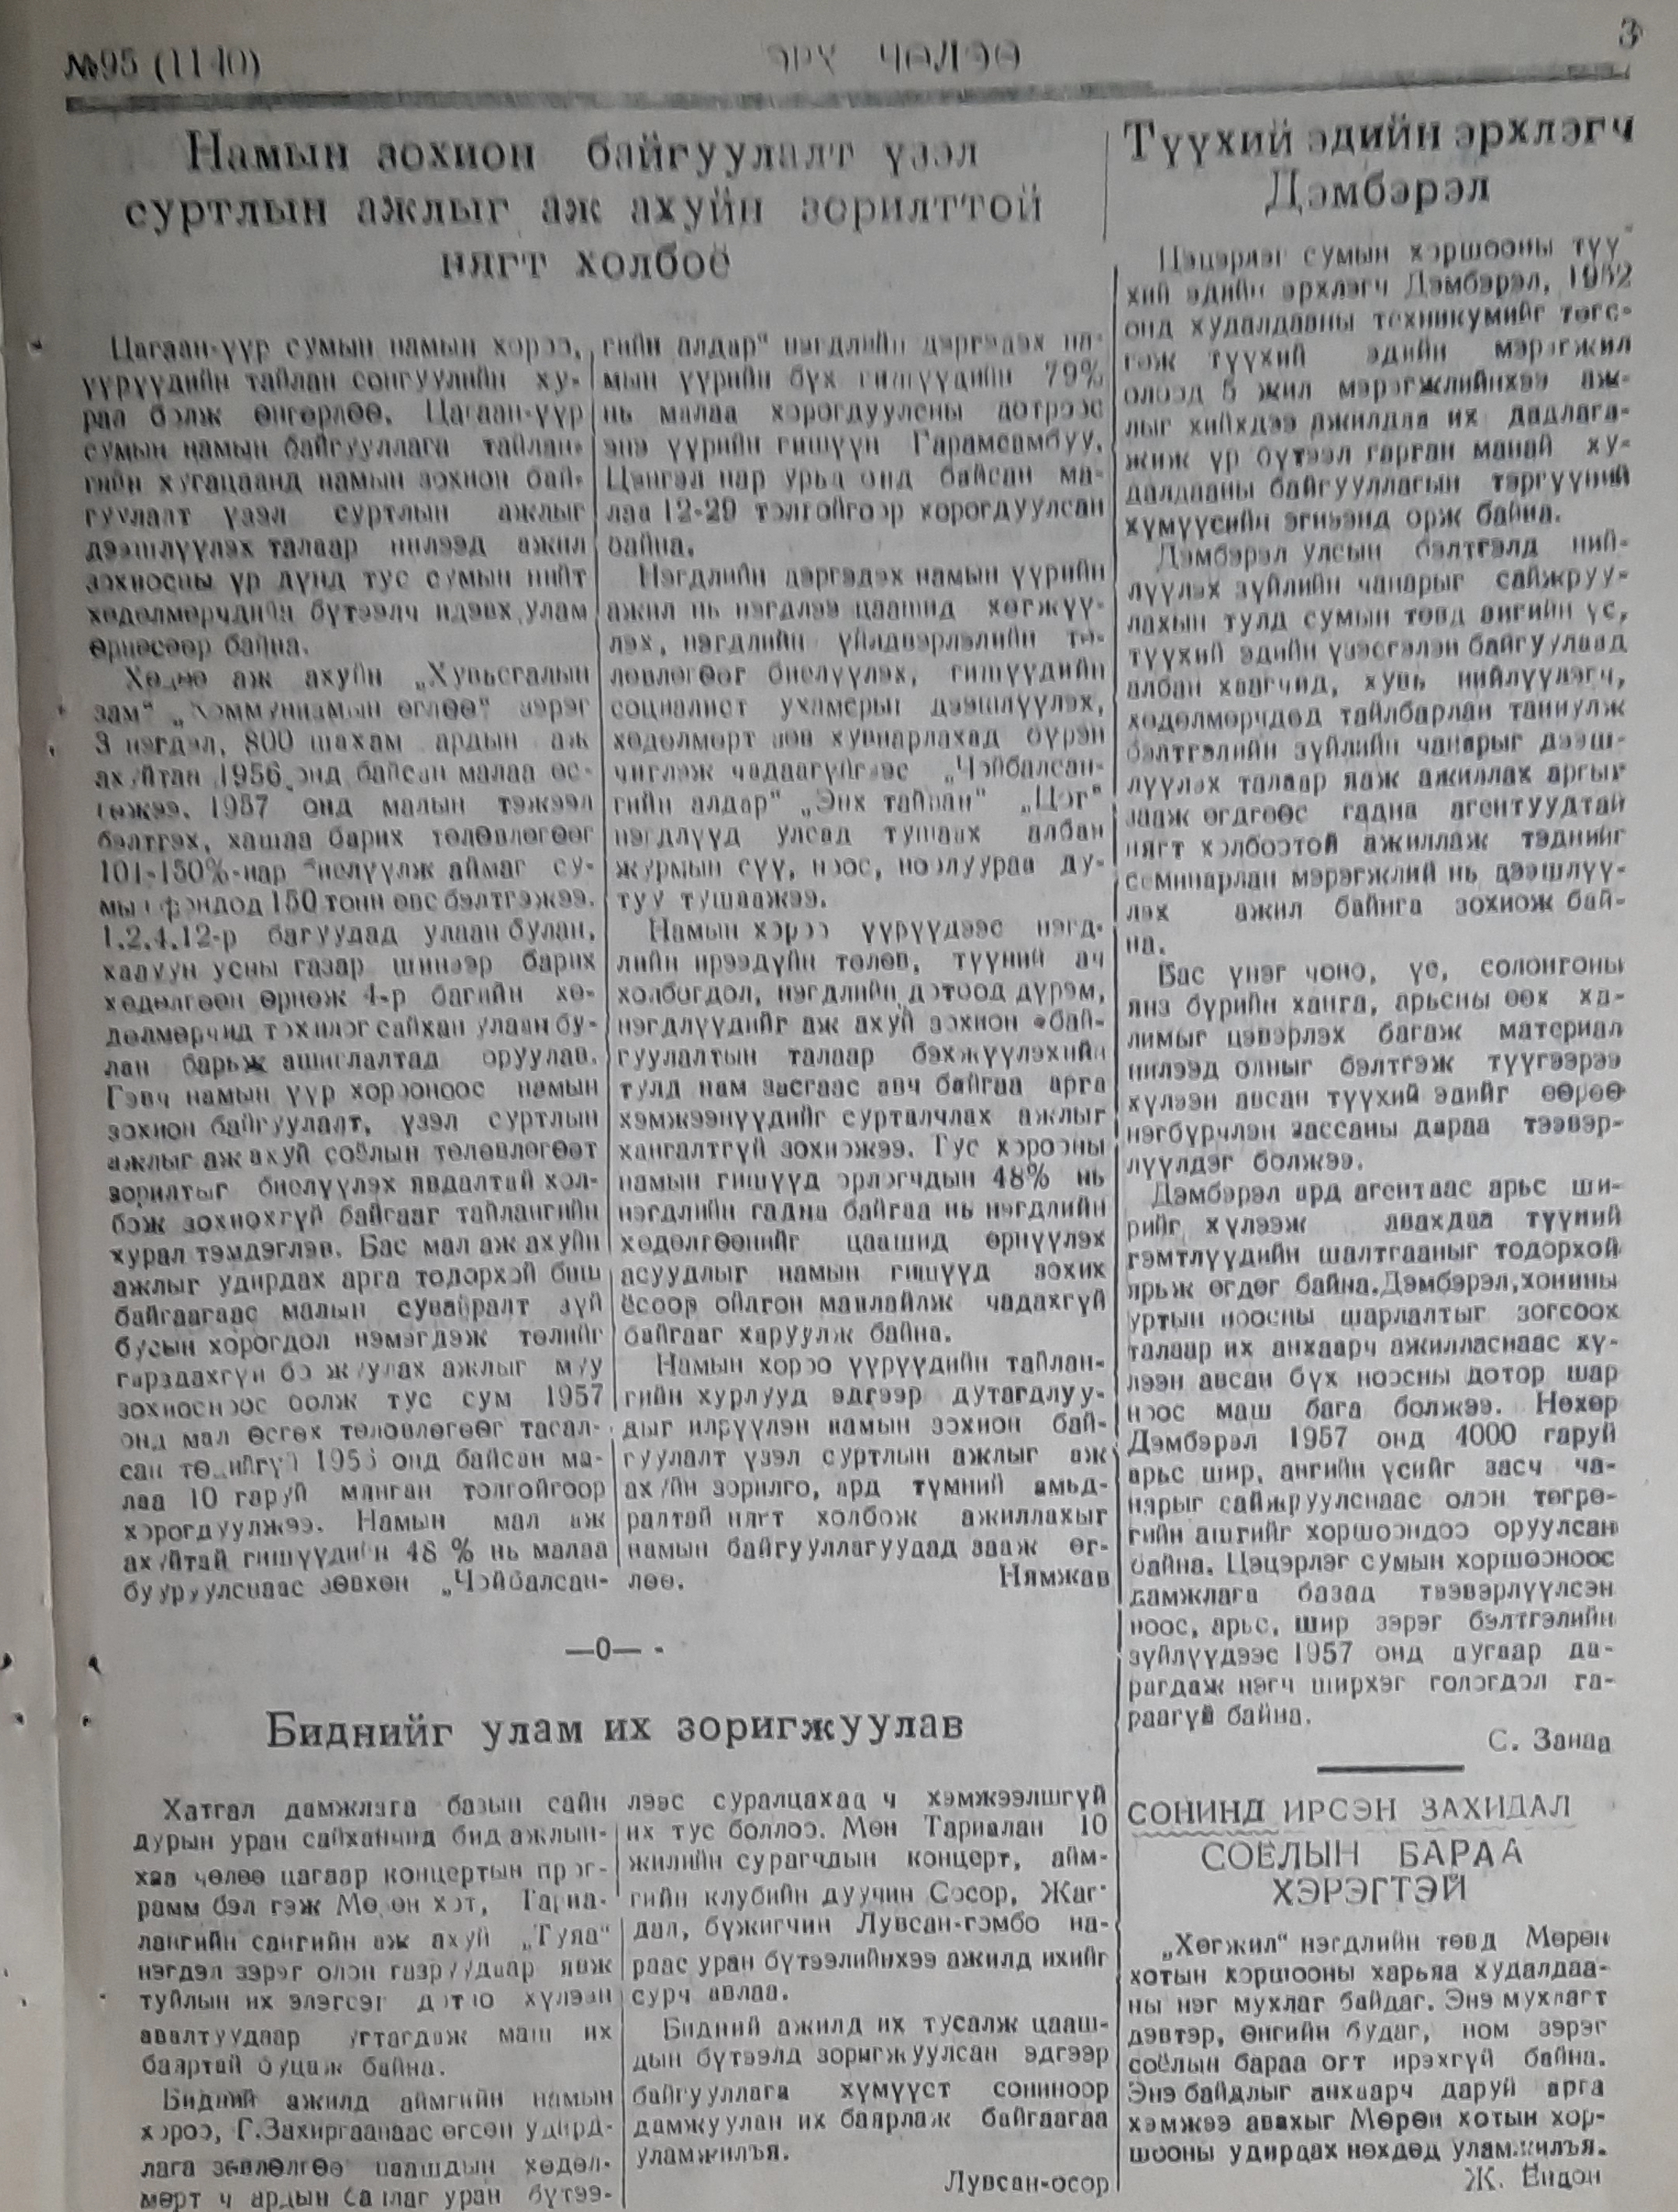 №95 (1140)
ЭРХ ЧӨЛӨӨ
3
Намын зохион байгуулалт үзэл
суртлын ажлыг аж ахуйн зорилттой
нягт холбоё
Цагаан-үүр сумын намын хороо,
үүрүүдийн тайлан сонгуулийн ху-
рал болж өнгөрлөө. Цагаан-үүр
сумын намын байгууллага тайлан-
гийн хугацаанд намын зохион бай-
гуулалт үзэл суртлын ажлыг
дээшлүүлэх талаар нилээд ажил
зохиосны үр дүнд тус сумын нийт
хөдөлмөрчдийн бүтээлч идэвх улам
өрнөсөөр байна.
Хөдөө аж ахуйн „Хувьсгалын
зам“ „Коммунизмын өглөө“ зэрэг
3 нэгдэл, 800 шахам ардын аж
ахуйтан 1956 онд байсан малаа өс-
гөжээ. 1957 онд малын тэжээл
бэлтгэх, хашаа барих төлөвлөгөөг
101-150%-иар биелүүлж аймаг су-
мын фондод 150 тонн өвс бэлтгэжээ.
1.2.4.12-р багуудад улаан булан,
халуун усны газар шинээр барих
хөдөлгөөн өрнөж 4-р багийн хө-
дөлмөрчид тохилог сайхан улаан бу-
лан барьж ашиглалтад оруулав.
Гэвч намын үүр хорооноос намын
зохион байгуулалт, үзэл суртлын
ажлыг аж ахуй соёлын төлөвлөгөөт
зорилтыг биелүүлэх явдалтай хол-
бож зохиохгүй байгааг тайлангийн
хурал тэмдэглэв. Бас мал аж ахуйн
ажлыг удирдах арга тодорхой биш
байгаагаас малын сувайралт зүй
бусын хорогдол нэмэгдэж төлийг
гарздахгүй бойжуулах ажлыг муу
зохиосноос болж тус сум 1957
онд мал өсгөх төлөвлөгөөг тасал-
сан төдийгүй 1956 онд байсан ма-
лаа 10 гаруй мянган толгойгоор
хорогдуулжээ. Намын мал аж
ахуйтай гишүүдийн 48 % нь малаа
бууруулснаас зөвхөн „Чойбалсан-
гийн алдар“ нэгдлийн дэргэдэх на-
мын үүрийн бүх гишүүдийн 79%
нь малаа хорогдуулсны дотрээс
энэ үүрийн гишүүн Гарамсамбуу,
Цэнгэл нар урьд онд байсан ма-
лаа 12-29 толгойгоор хорогдуулсан
байна.
Нэгдлийн дэргэдэх намын үүрийн
ажил нь нэгдлээ цаашид хөгжүү-
лэх, нэгдлийн үйлдвэрлэлийн тө-
лөвлөгөөг биелүүлэх, гишүүдийн
социалист ухамсрыг дээшлүүлэх,
хөдөлмөрт зөв хувиарлахад бүрэн
чиглэж чадаагүйгээс „Чойбалсан-
гийн алдар“ „Энх тайван“ „Цэг“
нэгдлүүд улсад тушаах албан
журмын сүү, ноос, ноолуураа ду-
туу тушаажээ.
Намын хороо үүрүүдээс нэгд-
лийн ирээдүйн төлөв, түүний ач
холбогдол, нэгдлийн дотоод дүрэм,
нэгдлүүдийг аж ахуй зохион бай-
гуулалтын талаар бэхжүүлэхийн
тулд нам засгаас авч байгаа арга
хэмжээнүүдийг сурталчлах ажлыг
хангалтгүй зохиожээ. Тус хорооны
намын гишүүд орлогчдын 48% нь
нэгдлийн гадна байгаа нь нэгдлийн
хөдөлгөөнийг цаашид өрнүүлэх
асуудлыг намын гишүүд зохих
ёсоор ойлгон манлайлж чадахгүй
байгааг харуулж байна.
Намын хороо үүрүүдийн тайлан-
гийн хурлууд эдгээр дутагдлуу-
дыг илрүүлэн намын зохион бай-
гуулалт үзэл суртлын ажлыг аж
ахуйн зорилго, ард түмний амьд-
ралтай нягт холбож ажиллахыг
намын байгууллагуудад зааж өг-
лөө.
Нямжав
—0— -
Биднийг улам их зоригжуулав
Хатгал дамжлага базын сайн
дурын уран сайханчид бид ажлын-
хаа чөлөө цагаар концертын прог-
рамм бэлтгэж Мөрөн хот, Тариа-
лангийн сангийн аж ахуй „Туяа“
нэгдэл зэрэг олон газруудаар явж
туйлын их элэгсэг дотно хүлээн
авалтуудаар угтагдаж маш их
баяртай буцаж байна.
Бидний ажилд аймгийн намын
хороо, Г.Захиргаанаас өгсөн удирд-
лага зөвлөлгөө цаашдын хөдөл-
мөрт ч ардын авьяаслаг уран бүтээ-
лээс суралцахад ч хэмжээлшгүй
их тус боллоо. Мөн Тариалан 10
жилийн сурагчдын концерт, айм-
гийн клубийн дуучин Сосор, Жаг-
дал, бүжигчин Лувсан-гомбо на-
раас уран бүтээлийнхээ ажилд ихийг
сурч авлаа.
Бидний ажилд их тусалж цааш-
дын бүтээлд зоригжуулсан эдгээр
байгууллага хүмүүст сониноор
дамжуулан их баярлаж байгаагаа
уламжилъя.
Лувсан-осор
Түүхий эдийн эрхлэгч
Дэмбэрэл
Цэцэрлэг сумын хоршооны түү-
хий эдийн эрхлэгч Дэмбэрэл, 1952
онд худалдааны техникумийг төгс-
гөж түүхий эдийн мэргэжил
олоод 5 жил мэрэгжлийнхээ аж-
лыг хийхдээ ажилдаа их дадлага-
жиж үр бүтээл гарган манай ху-
далдааны байгууллагын тэргүүний
хүмүүсийн эгнээнд орж байна.
Дэмбэрэл улсын бэлтгэлд ний-
лүүлэх зүйлийн чанарыг сайжруу-
лахын тулд сумын төвд ангийн үс,
түүхий эдийн үзэсгэлэн байгуулаад
албан хаагчид, хувь нийлүүлэгч,
хөдөлмөрчдөд тайлбарлан таниулж
бэлтгэлийн зүйлийн чанарыг дээш-
лүүлэх талаар яаж ажиллах аргыг
зааж өгдгөөс гадна агентуудтай
нягт холбоотой ажиллаж тэднийг
семинарлан мэрэгжлий нь дээшлүү-
лэх ажил байнга зохиож бай-
на.
Бас үнэг чоно, үс, солонгоны
янз бүрийн ханга, арьсны өөх ха-
лимыг цэвэрлэх багаж материал
нилээд олныг бэлтгэж түүгээрээ
хүлээн авсан түүхий эдийг өөрөө
нэгбүрчлэн зассаны дараа тээвэр-
лүүлдэг болжээ.
Дэмбэрэл ард агентаас арьс ши-
рийг хүлээж авахдаа түүний
гэмтлүүдийн шалтгааныг тодорхой
ярьж өгдөг байна.Дэмбэрэл,хонины
уртын ноосны шарлалтыг зогсоох
талаар их анхаарч ажилласнаас хү-
лээн авсан бүх ноосны дотор шар
ноос маш бага болжээ. Нөхөр
Дэмбэрэл 1957 онд 4000 гаруй
арьс шир, ангийн үсийг засч ча-
нарыг сайжруулснаас олон төгрө-
гийн ашгийг хоршоондоо оруулсан
байна. Цэцэрлэг сумын хоршооноос
дамжлага базад тээвэрлүүлсэн
ноос, арьс, шир зэрэг бэлтгэлийн
зүйлүүдээс 1957 онд дугаар да-
рагдаж нэгч ширхэг гологдол га-
раагүй байна.
С. Занаа
СОНИНД ИРСЭН ЗАХИДАЛ
СОЁЛЫН БАРАА
ХЭРЭГТЭЙ
„Хөгжил“ нэгдлийн төвд Мөрөн
хотын хоршооны харьяа худалдаа-
ны нэг мухлаг байдаг. Энэ мухлагт
дэвтэр, өнгийн будаг, ном зэрэг
соёлын бараа огт ирэхгүй байна.
Энэ байдлыг анхаарч даруй арга
хэмжээ авахыг Мөрөн хотын хор-
шооны удирдах нөхдөд уламжилъя.
Ж. Ёндон